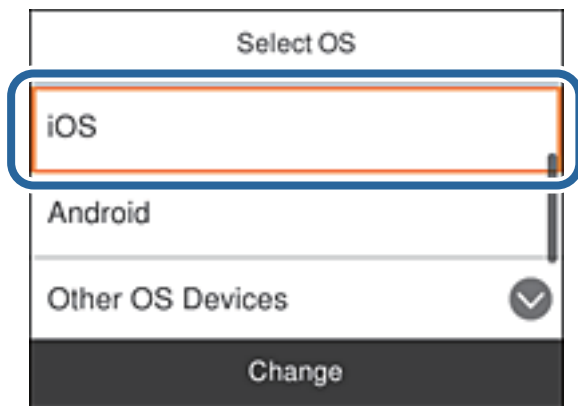 Select OS
iOS
Android
Other OS Devices
Change